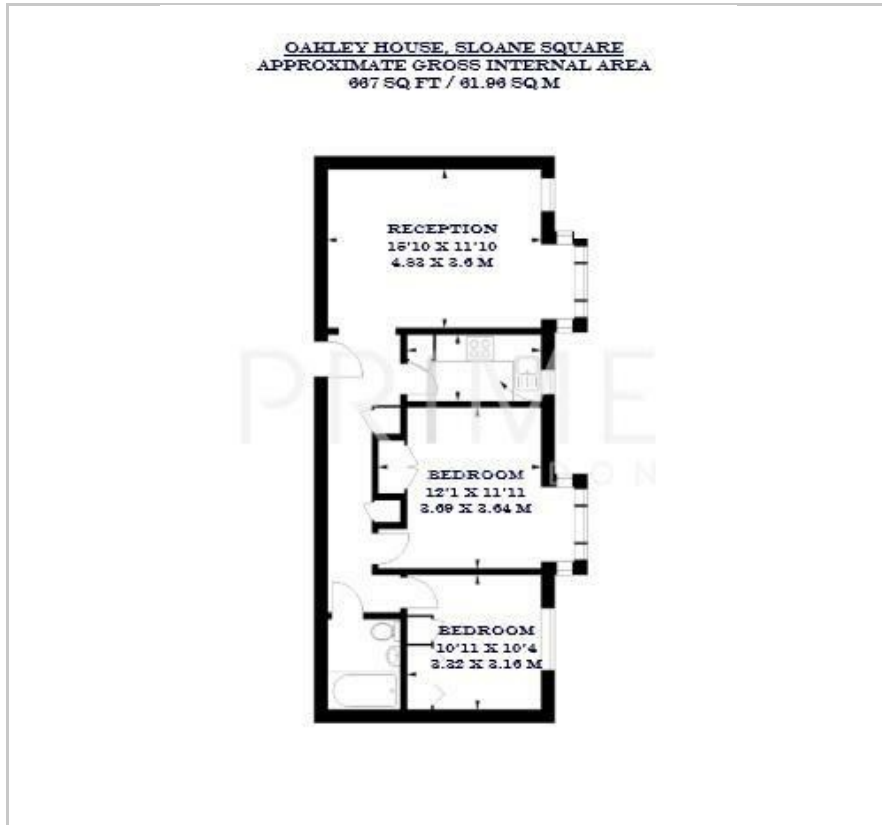 OAKLEY HOUSE, SLOANE SQUARE
APPROXIMATE GROSS INTERNAL AREA
667 SQ FT / 61.96 SQ M
RECEPTION
15'10 X 11'10
4.83 X 3.6 M
PRIME
DON
BEDROOM
12'1 X 11'11
3.69 X 3.64 M
BEDROOM
10'11 X 10'4
3.32 X 3.16 M